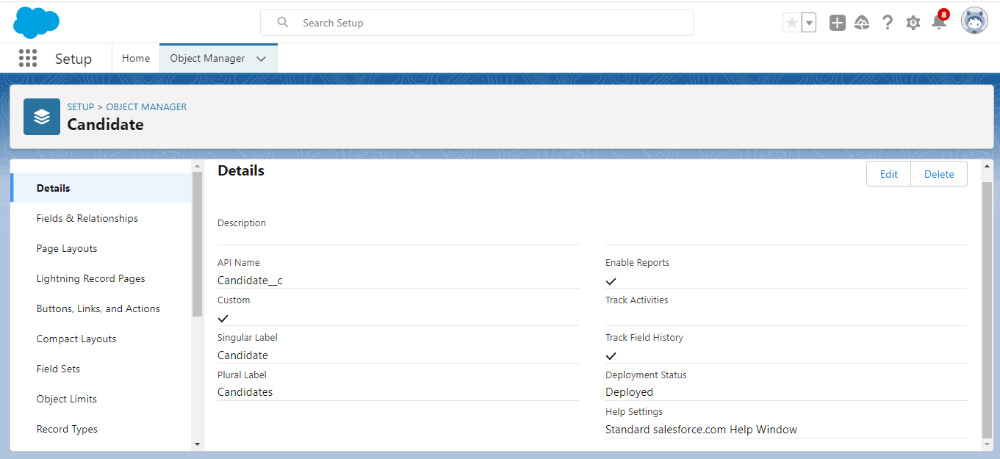 Search Setup
8
Setup
Home
Object Manager
SETUP > OBJECT MANAGER
Candidate
Details
Fields & Relationships
Page Layouts
Lightning Record Pages
Buttons, Links, and Actions
Compact Layouts
Field Sets
Object Limits
Record Types
Details
Edit
Delete
Description
API Name
Candidate__c
Custom
Singular Label
Candidate
Plural Label
Candidates
Enable Reports
Track Activities
Track Field History
Deployment Status
Deployed
Help Settings
Standard salesforce.com Help Window